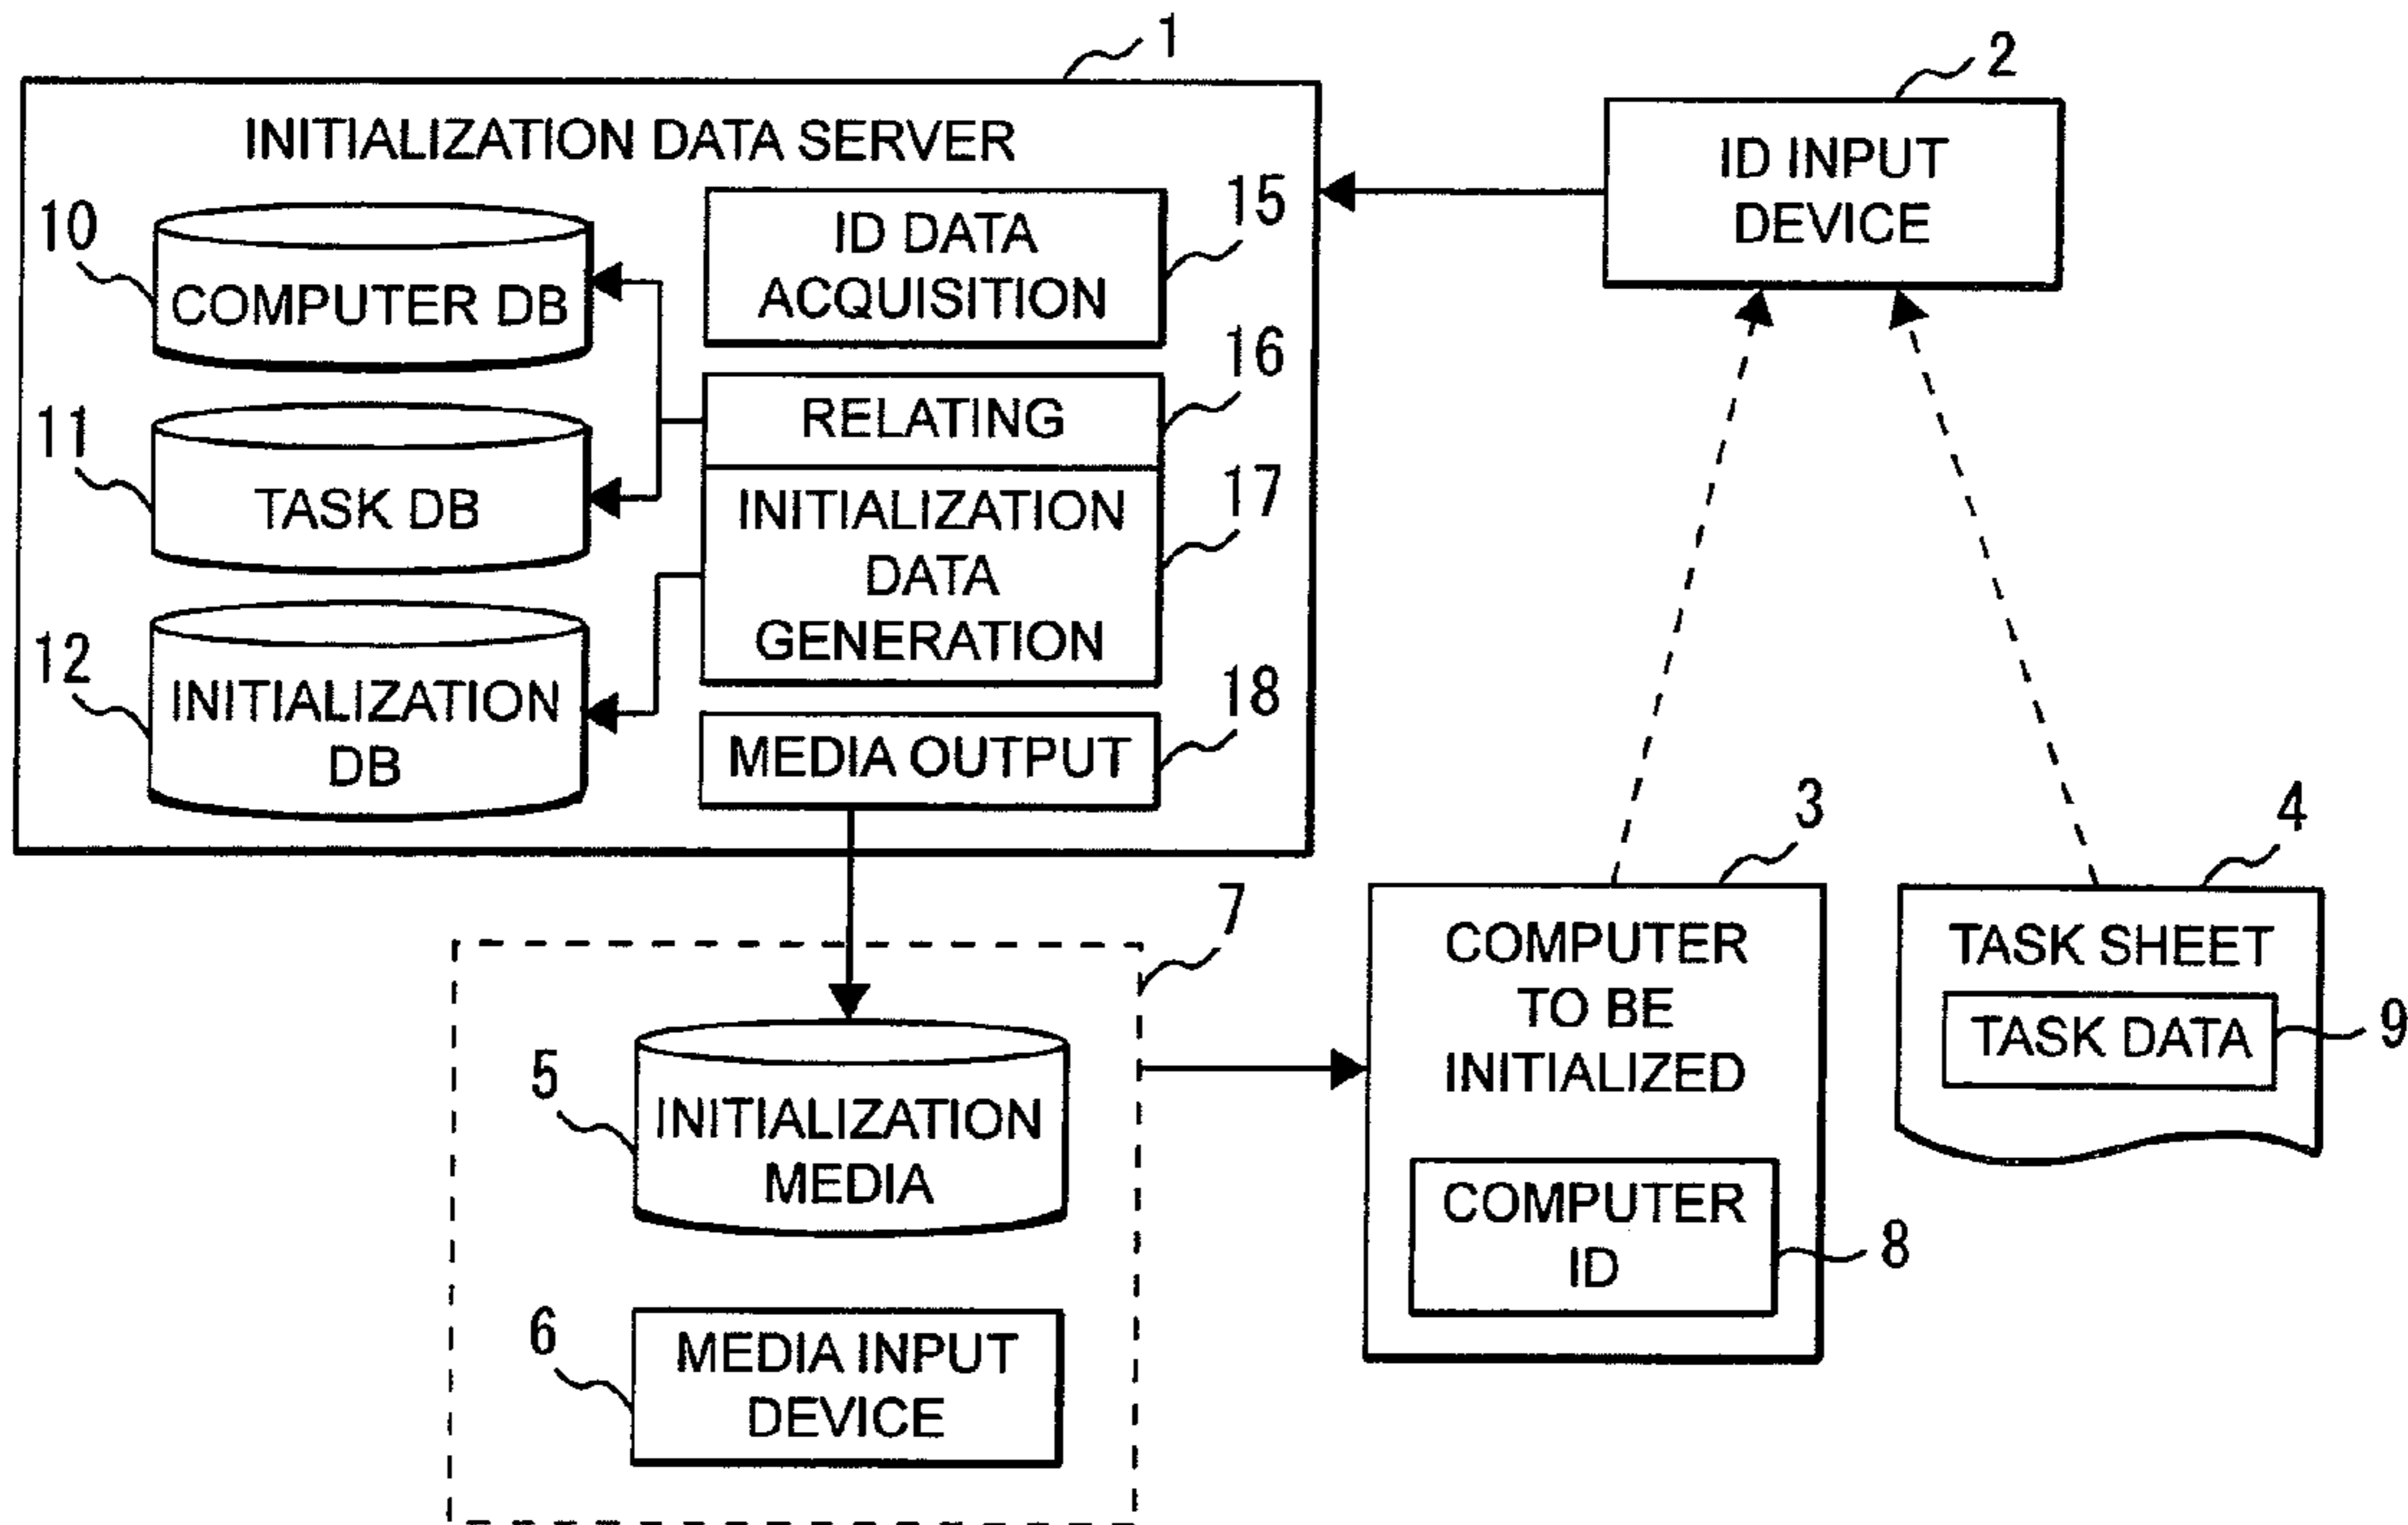 1
INITIALIZATION DATA SERVER
10
COMPUTER DB
11
TASK DB
12
INITIALIZATION
DB
ID DATA
ACQUISITION
15
RELATING
16
INITIALIZATION
DATA
GENERATION
17
MEDIA OUTPUT
18
2
ID INPUT
DEVICE
7
5
INITIALIZATION
MEDIA
6
MEDIA INPUT
DEVICE
3
COMPUTER
TO BE
INITIALIZED
COMPUTER
ID
8
4
TASK SHEET
TASK DATA
9